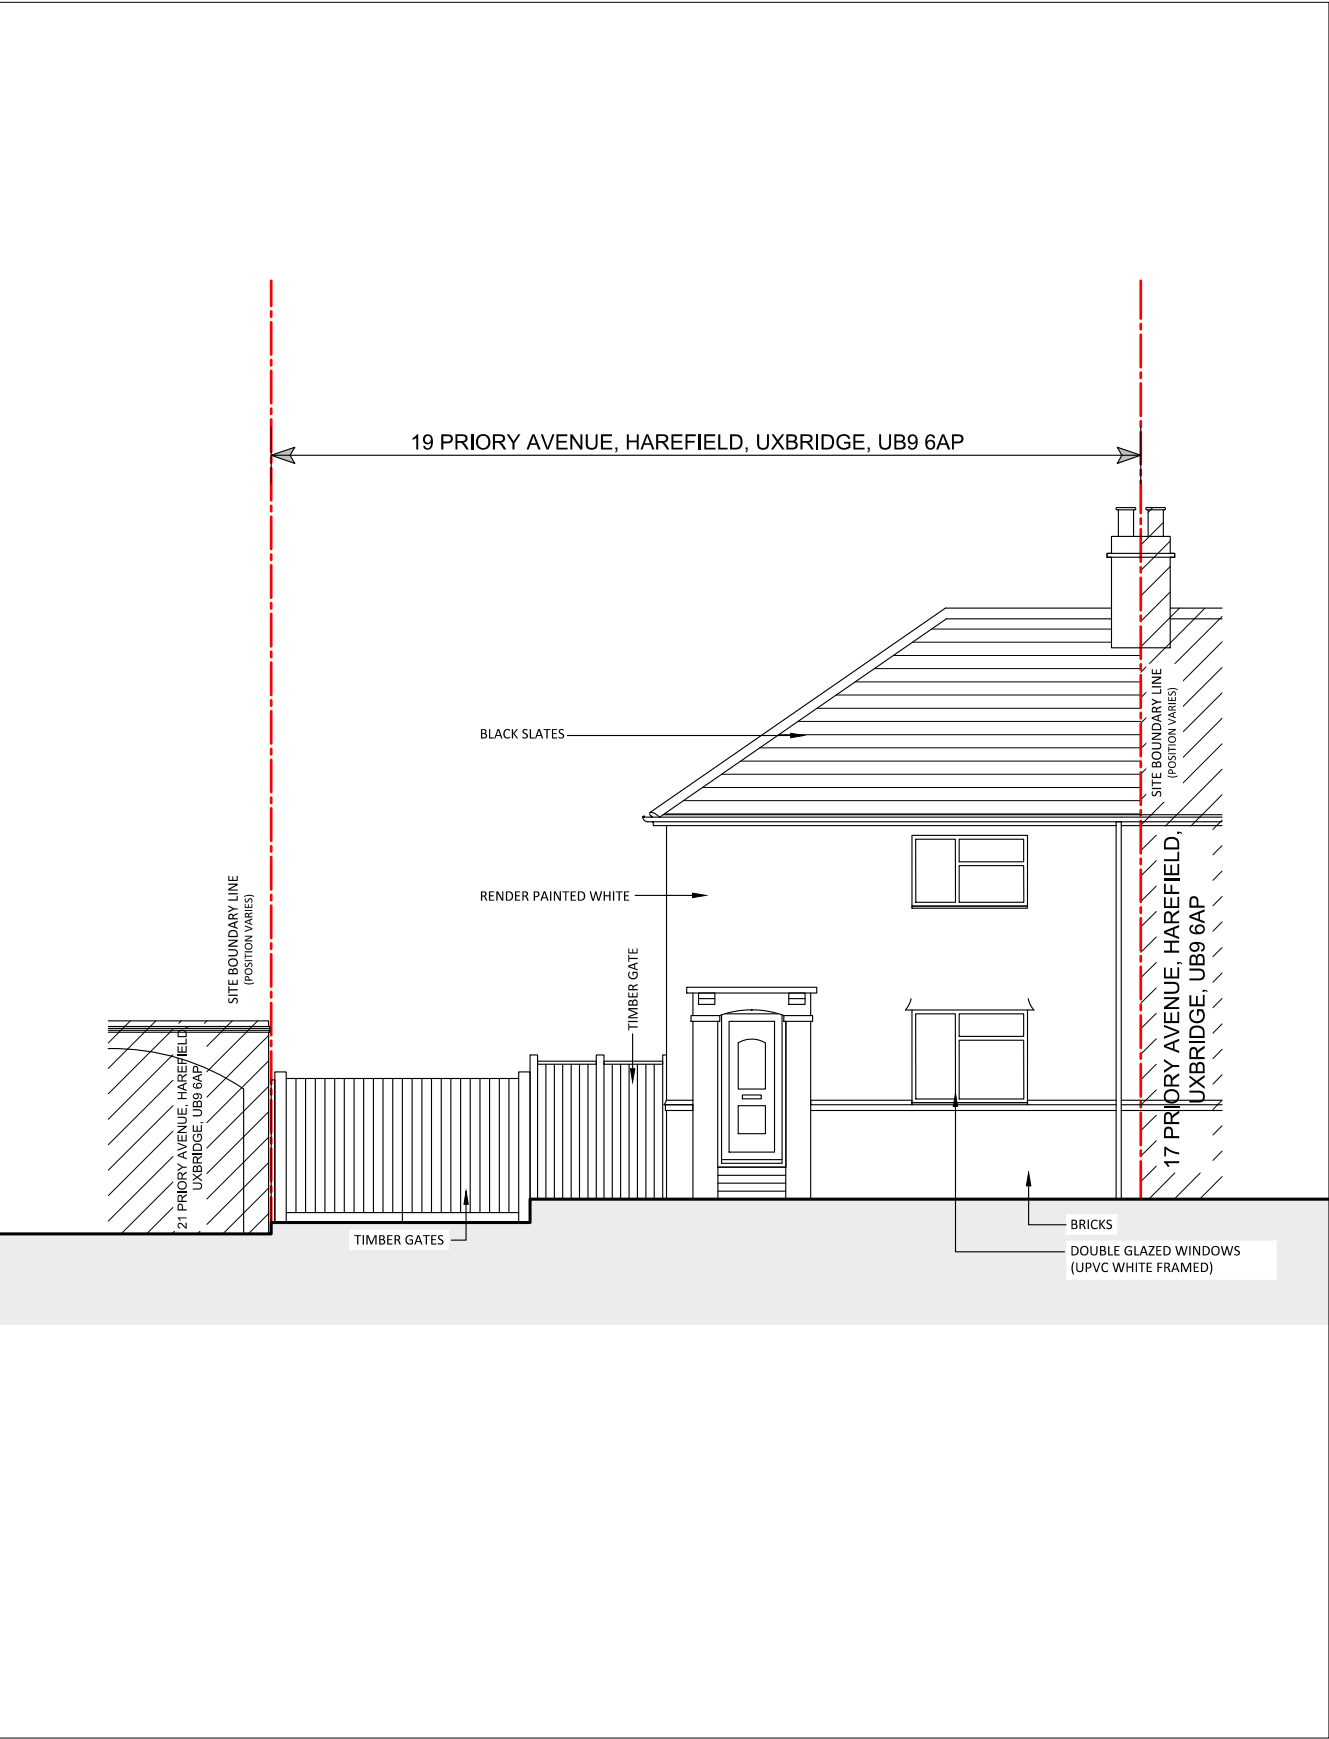 19 PRIORY AVENUE, HAREFIELD, UXBRIDGE, UB9 6AP
SITE BOUNDARY LINE
(POSITION VARIES)
BLACK SLATES
17 PRIORY AVENUE, HAREFIELD,
UXBRIDGE, UB9 6AP
RENDER PAINTED WHITE
SITE BOUNDARY LINE
(POSITION VARIES)
TIMBER GATE
21 PRIORY AVENUE, HAREFIELD,
UXBRIDGE, UB9 6AP
TIMBER GATES
BRICKS
DOUBLE GLAZED WINDOWS
(UPVC WHITE FRAMED)